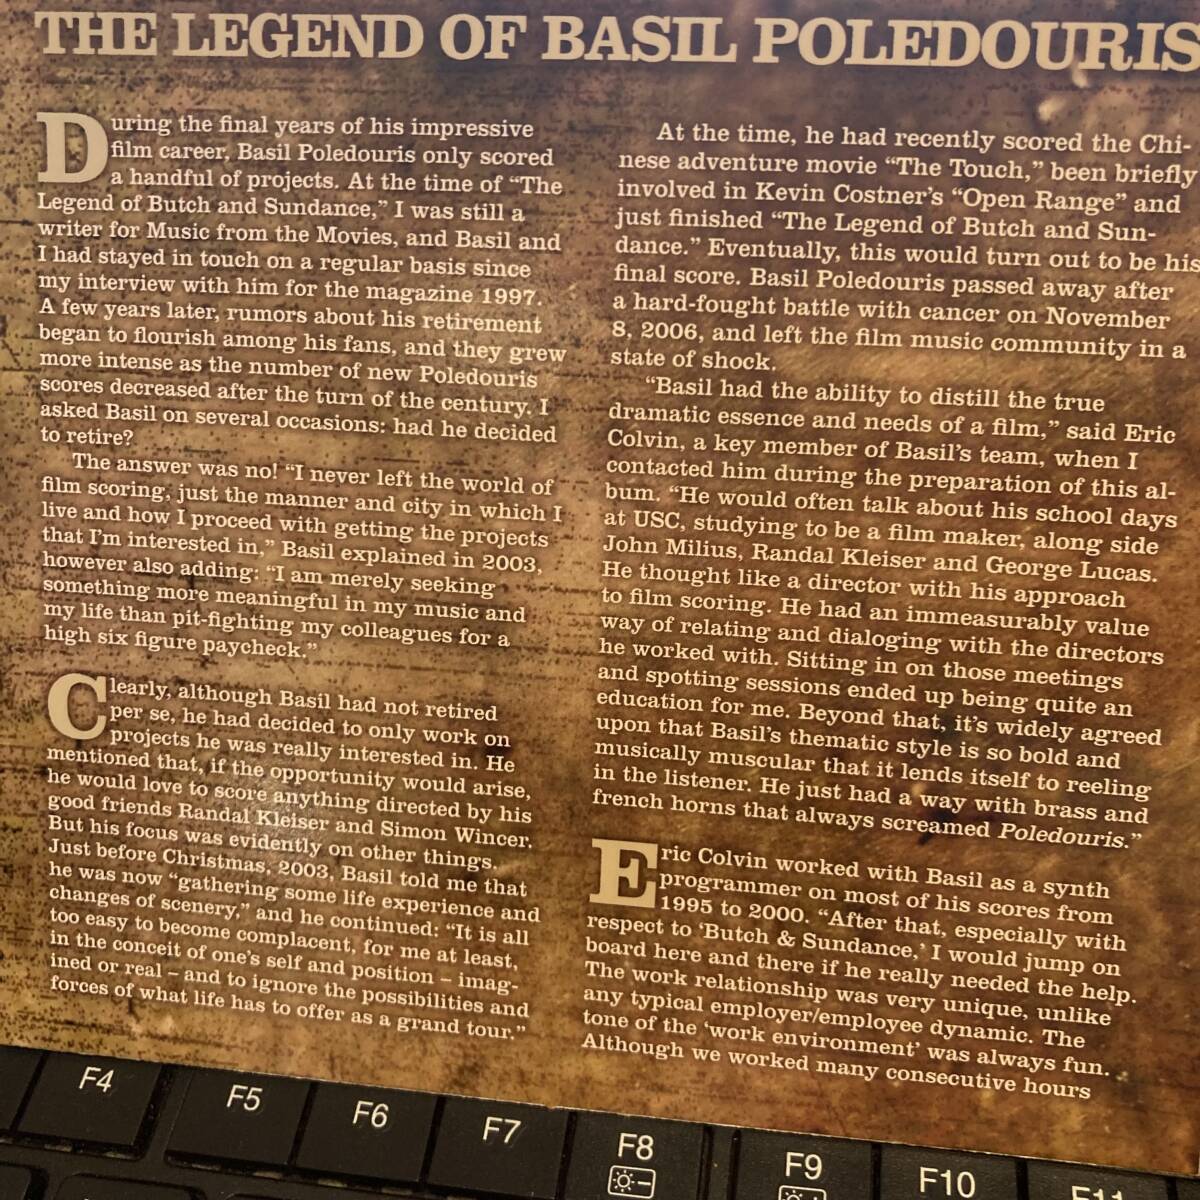 THE LEGEND OF BASIL POLEDOURIS
During the final years of his impressive
film career, Basil Poledouris only scored
a handful of projects. At the time of “The
Legend of Butch and Sundance,” I was still a
writer for Music from the Movies, and Basil and
I had stayed in touch on a regular basis since
my interview with him for the magazine 1997.
A few years later, rumors about his retirement
began to flourish among his fans, and they grew
more intense as the number of new Poledouris
scores decreased after the turn of the century. I
asked Basil on several occasions: had he decided
to retire?
The answer was no! “I never left the world of
film scoring, just the manner and city in which I
live and how I proceed with getting the projects
that I’m interested in,” Basil explained in 2003,
however also adding: “I am merely seeking
something more meaningful in my music and
my life than pit-fighting my colleagues for a
high six figure paycheck.”
Clearly, although Basil had not retired
per se, he had decided to only work on
projects he was really interested in. He
mentioned that, if the opportunity would arise,
he would love to score anything directed by his
good friends Randal Kleiser and Simon Wincer.
But his focus was evidently on other things.
Just before Christmas, 2003, Basil told me that
he was now “gathering some life experience and
changes of scenery,” and he continued: “It is all
too easy to become complacent, for me at least,
in the conceit of one’s self and position – imag-
ined or real – and to ignore the possibilities and
forces of what life has to offer as a grand tour.”
At the time, he had recently scored the Chi-
nese adventure movie “The Touch,” been briefly
involved in Kevin Costner’s “Open Range” and
just finished “The Legend of Butch and Sun-
dance.” Eventually, this would turn out to be his
final score. Basil Poledouris passed away after
a hard-fought battle with cancer on November
8, 2006, and left the film music community in a
state of shock.
“Basil had the ability to distill the true
dramatic essence and needs of a film,” said Eric
Colvin, a key member of Basil’s team, when I
contacted him during the preparation of this al-
bum. “He would often talk about his school days
at USC, studying to be a film maker, along side
John Milius, Randal Kleiser and George Lucas.
He thought like a director with his approach
to film scoring. He had an immeasurably value
way of relating and dialoging with the directors
he worked with. Sitting in on those meetings
and spotting sessions ended up being quite an
education for me. Beyond that, it’s widely agreed
upon that Basil’s thematic style is so bold and
musically muscular that it lends itself to reeling
in the listener. He just had a way with brass and
french horns that always screamed Poledouris.”
Eric Colvin worked with Basil as a synth
programmer on most of his scores from
1995 to 2000. “After that, especially with
respect to ‘Butch & Sundance,’ I would jump on
board here and there if he really needed the help.
The work relationship was very unique, unlike
any typical employer/employee dynamic. The
tone of the ‘work environment’ was always fun.
Although we worked many consecutive hours
F4 F5 F6 F7 F8 F9 F10 F11